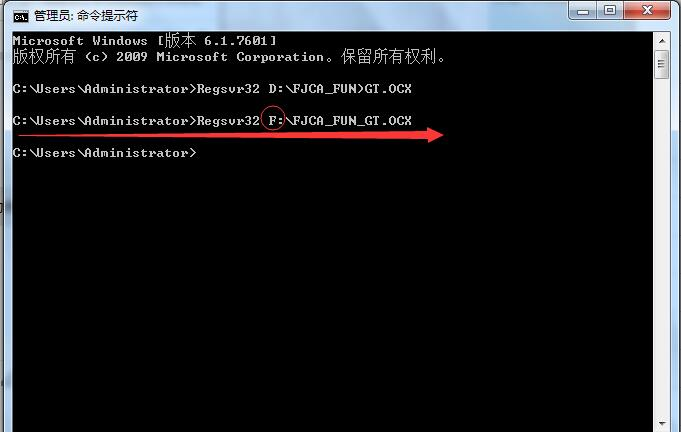 管理员: 命令提示符
Microsoft Windows [版本 6.1.7601]
版权所有 (c) 2009 Microsoft Corporation。保留所有权利。
C:\Users\Administrator>Regsvr32 D:\FJCA_FUN>GT.OCX
C:\Users\Administrator>Regsvr32 F:\FJCA_FUN_GT.OCX
C:\Users\Administrator>